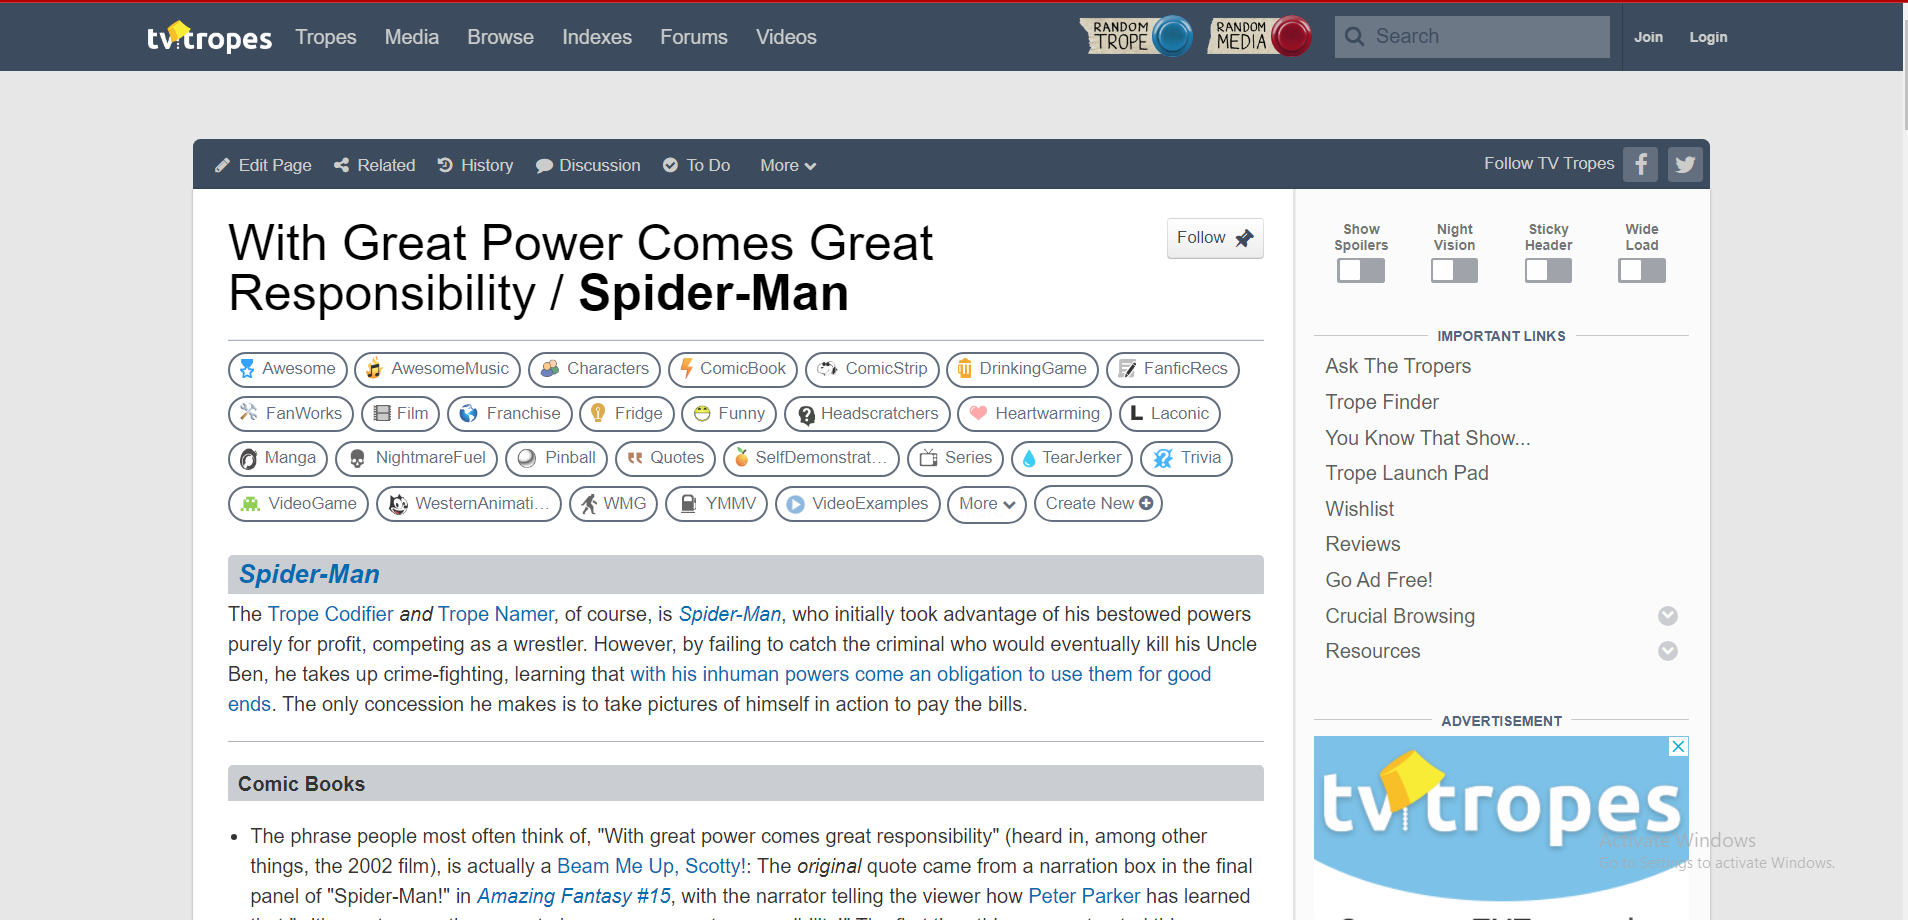 tvtropes Tropes Media Browse Indexes Forums Videos RANDOM TROPE RANDOM MEDIA Search Join Login
Edit Page Related History Discussion To Do More Follow TV Tropes
With Great Power Comes Great
Responsibility / Spider-Man
Follow
Awesome AwesomeMusic Characters ComicBook ComicStrip DrinkingGame FanficRecs
FanWorks Film Franchise Fridge Funny Headscratchers Heartwarming Laconic
Manga NightmareFuel Pinball Quotes SelfDemonstrat... Series TearJerker Trivia
VideoGame WesternAnimati... WMG YMMV VideoExamples More Create New
Spider-Man
The Trope Codifier and Trope Namer, of course, is Spider-Man, who initially took advantage of his bestowed powers
purely for profit, competing as a wrestler. However, by failing to catch the criminal who would eventually kill his Uncle
Ben, he takes up crime-fighting, learning that with his inhuman powers come an obligation to use them for good
ends. The only concession he makes is to take pictures of himself in action to pay the bills.
Comic Books
• The phrase people most often think of, "With great power comes great responsibility" (heard in, among other
things, the 2002 film), is actually a Beam Me Up, Scotty!: The original quote came from a narration box in the final
panel of "Spider-Man!" in Amazing Fantasy #15, with the narrator telling the viewer how Peter Parker has learned
Show Spoilers
Night Vision
Sticky Header
Wide Load
IMPORTANT LINKS
Ask The Tropers
Trope Finder
You Know That Show...
Trope Launch Pad
Wishlist
Reviews
Go Ad Free!
Crucial Browsing
Resources
ADVERTISEMENT
tvtropes
Activate Windows
Go to Settings to activate Windows.